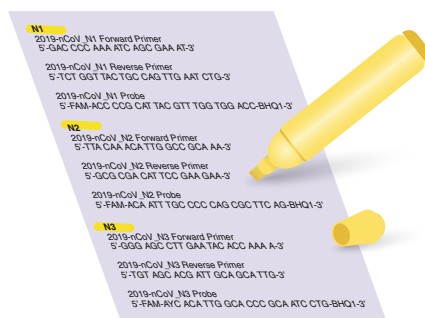 N1
2019-nCoV_N1 Forward Primer
5'-GAC CCC AAA ATC AGC GAA AT-3'
2019-nCoV_N1 Reverse Primer
5'-TCT GGT TAC TGC CAG TTG AAT CTG-3'
2019-nCoV_N1 Probe
5'-FAM-ACC CCG CAT TAC GTT TGG TGG ACC-BHQ1-3'
N2
2019-nCoV_N2 Forward Primer
5'-TTA CAA ACA TTG GCC GCA AA-3'
2019-nCoV_N2 Reverse Primer
5'-GCG CGA CAT TCC GAA GAA-3'
2019-nCoV_N2 Probe
5'-FAM-ACA ATT TGC CCC CAG CGC TTC AG-BHQ1-3'
N3
2019-nCoV_N3 Forward Primer
5'-GGG AGC CTT GAA TAC ACC AAA A-3'
2019-nCoV_N3 Reverse Primer
5'-TGT AGC ACG ATT GCA GCA TTG-3'
2019-nCoV_N3 Probe
5'-FAM-AYC ACA TTG GCA CCC GCA ATC CTG-BHQ1-3'